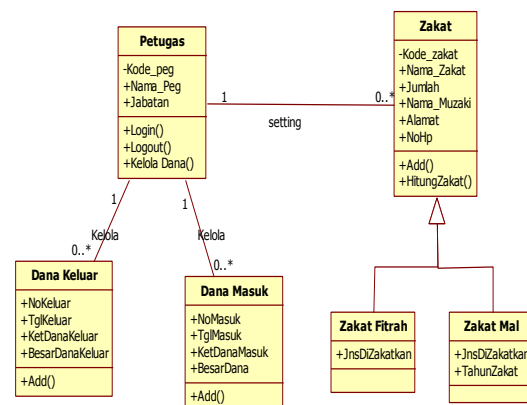 Petugas
-Kode_peg
+Nama_Peg
+Jabatan
+Login()
+Logout()
+Kelola Dana()
Zakat
-Kode_zakat
+Nama_Zakat
+Jumlah
+Nama_Muzaki
+Alamat
+NoHp
+Add()
+HitungZakat()
1
0..*
setting
1
Kelola
0..*
1
Kelola
0..*
Dana Keluar
+NoKeluar
+TglKeluar
+KetDanaKeluar
+BesarDanaKeluar
+Add()
Dana Masuk
+NoMasuk
+TglMasuk
+KetDanaMasuk
+BesarDana
+Add()
Zakat Fitrah
+JnsDiZakatkan
Zakat Mal
+JnsDiZakatkan
+TahunZakat